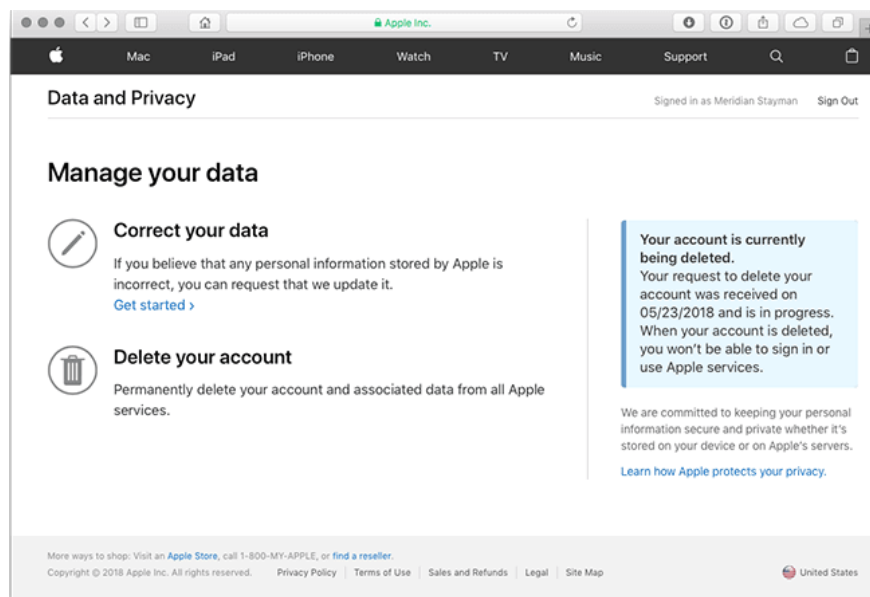 Apple Inc.
Mac iPad iPhone Watch TV Music Support
Data and Privacy
Signed in as Meridian Stayman Sign Out
Manage your data
Correct your data
If you believe that any personal information stored by Apple is
incorrect, you can request that we update it.
Get started >
Delete your account
Permanently delete your account and associated data from all Apple
services.
Your account is currently
being deleted.
Your request to delete your
account was received on
05/23/2018 and is in progress.
When your account is deleted,
you won't be able to sign in or
use Apple services.
We are committed to keeping your personal
information secure and private whether it's
stored on your device or on Apple's servers.
Learn how Apple protects your privacy.
More ways to shop: Visit an Apple Store, call 1-800-MY-APPLE, or find a reseller.
Copyright © 2018 Apple Inc. All rights reserved. Privacy Policy | Terms of Use | Sales and Refunds | Legal | Site Map
United States